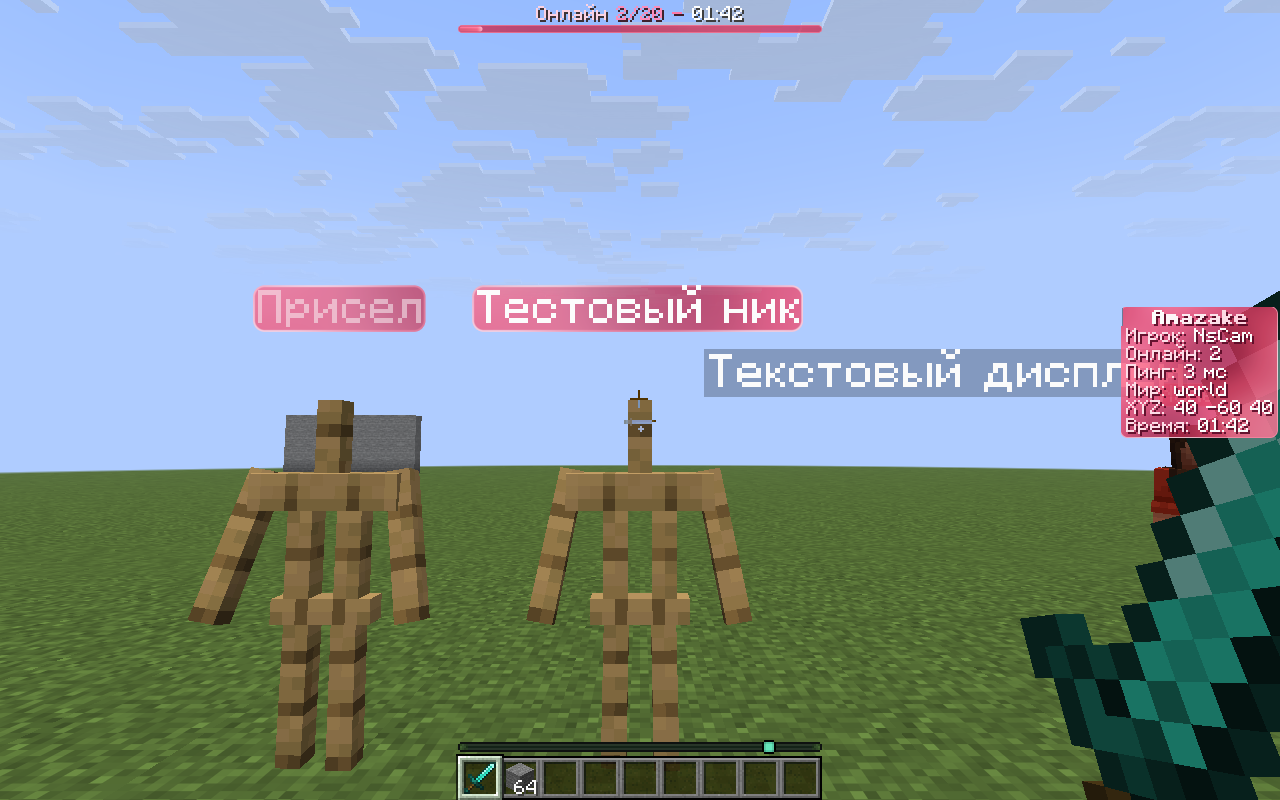 Онлайн 2/20 - 01:42
Присел
Тестовый ник
Текстовый диспл
Amazake
Игрок: NsCam
Онлайн: 2
Пинг: 3 мс
Мир: world
XYZ: 40 -60 40
Время: 01:42
64